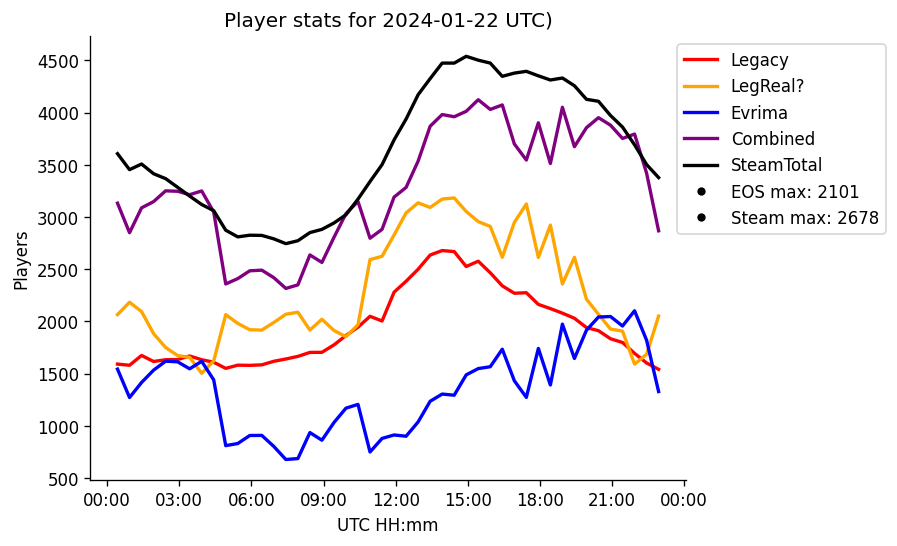 Player stats for 2024-01-22 UTC)
Legacy
LegReal?
Evrima
Combined
SteamTotal
EOS max: 2101
Steam max: 2678
Players
4500
4000
3500
3000
2500
2000
1500
1000
500
00:00 03:00 06:00 09:00 12:00 15:00 18:00 21:00 00:00
UTC HH:mm